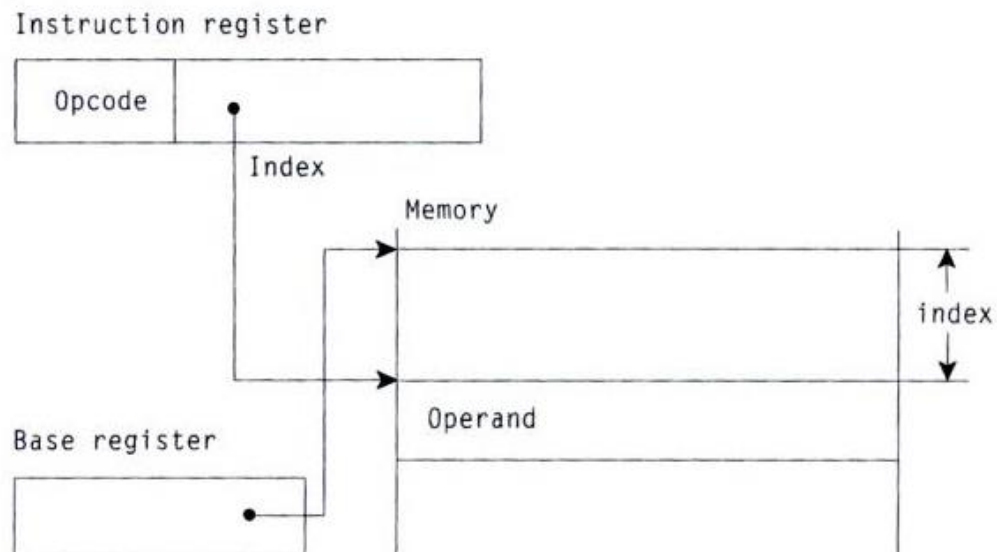 Instruction register
Opcode
Index
Memory
index
Operand
Base register